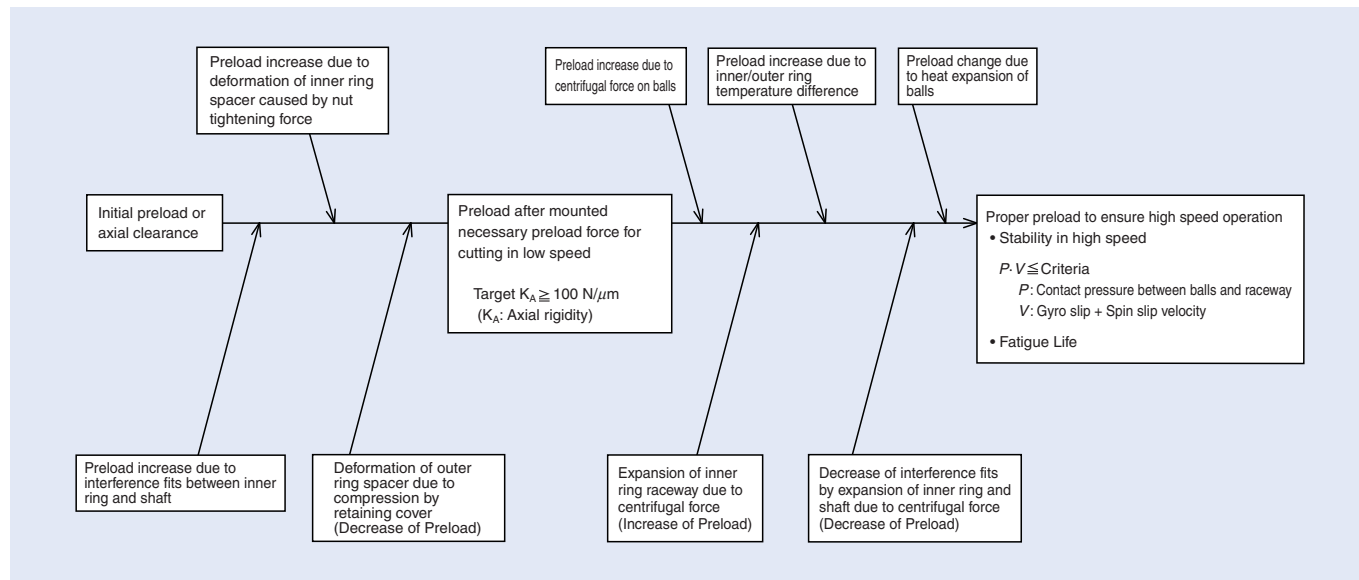 Preload increase due to
deformation of inner ring
spacer caused by nut
tightening force
Preload increase due to
centrifugal force on balls
Preload increase due to
inner/outer ring
temperature difference
Preload change due
to heat expansion of
balls
Initial preload or
axial clearance
Preload after mounted
necessary preload force for
cutting in low speed
Target KA ≧ 100 N/μm
(KA: Axial rigidity)
Proper preload to ensure high speed operation
• Stability in high speed
P·V≦Criteria
P: Contact pressure between balls and raceway
V: Gyro slip + Spin slip velocity
• Fatigue Life
Preload increase due to
interference fits between inner
ring and shaft
Deformation of outer
ring spacer due to
compression by
retaining cover
(Decrease of Preload)
Expansion of inner
ring raceway due to
centrifugal force
(Increase of Preload)
Decrease of interference fits
by expansion of inner ring and
shaft due to centrifugal force
(Decrease of Preload)